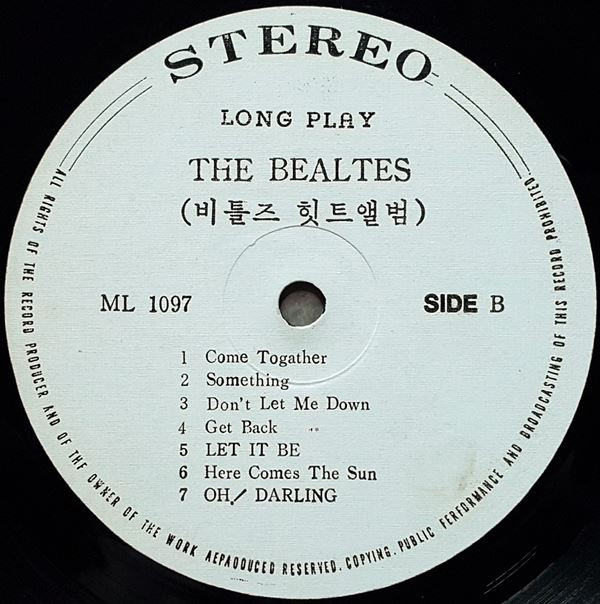 STEREO
LONG PLAY
THE BEALTES
(비틀즈 힛트앨범)
ML 1097
SIDE B
1 Come Togather
2 Something
3 Don't Let Me Down
4 Get Back
5 LET IT BE
6 Here Comes The Sun
7 OH! DARLING
ALL RIGHTS OF THE RECORD PRODUCER AND OF THE OWNER OF THE WORK AEPAODUCED RESERVED. COPYING. PUBLIC FERFORMANCE AND BROADCASTING OF THIS RECORD PROHIBITED.